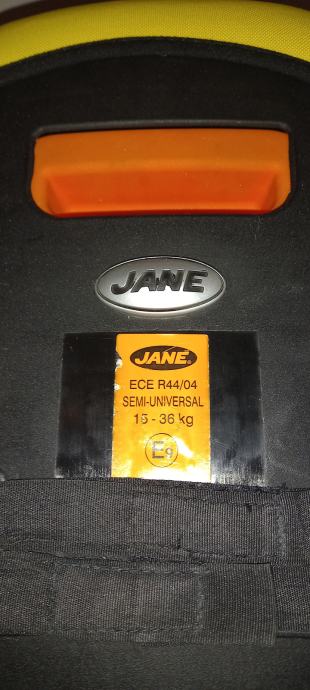 JANE
JANE
ECE R44/04
SEMI-UNIVERSAL
15 - 36 kg
E9